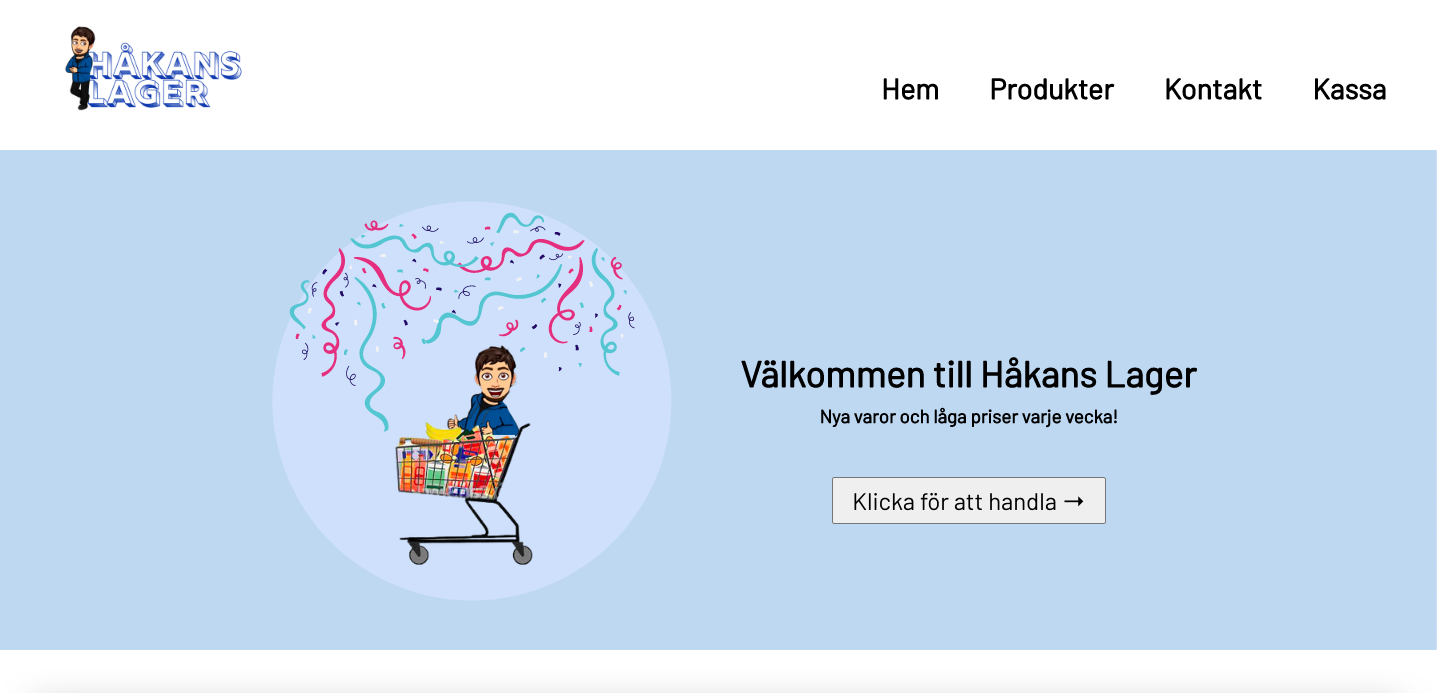 HÅKANS
LAGER
Hem Produkter Kontakt Kassa
Välkommen till Håkans Lager
Nya varor och låga priser varje vecka!
Klicka för att handla →